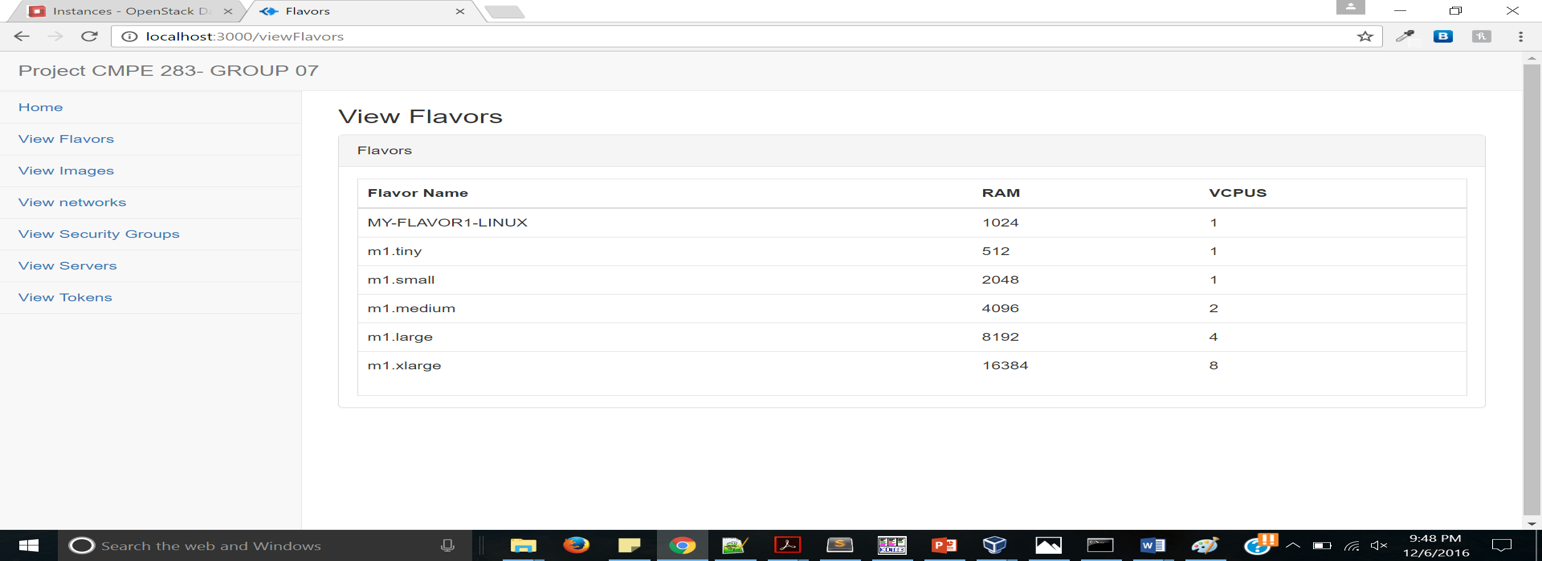 Instances - OpenStack Da
Flavors
localhost:3000/viewFlavors
Project CMPE 283- GROUP 07
Home
View Flavors
View Images
View networks
View Security Groups
View Servers
View Tokens
View Flavors
Flavors
Flavor Name RAM VCPUS
MY-FLAVOR1-LINUX 1024 1
m1.tiny 512 1
m1.small 2048 1
m1.medium 4096 2
m1.large 8192 4
m1.xlarge 16384 8
Search the web and Windows
9:48 PM
12/6/2016